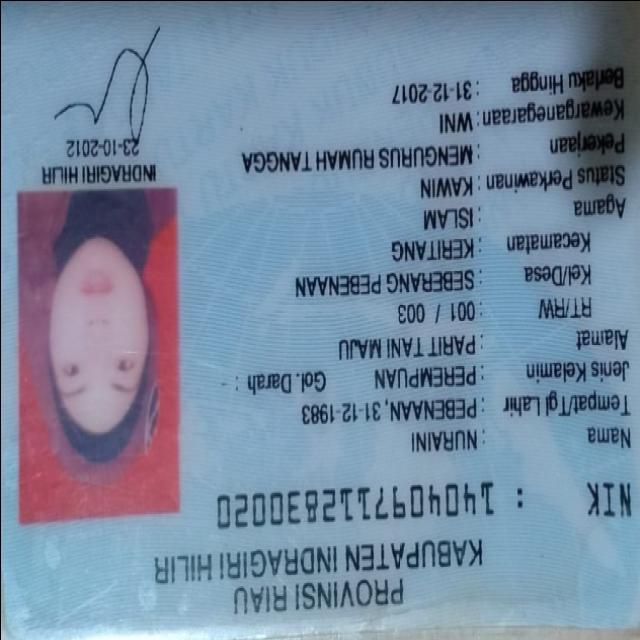 PROVINSI RIAU
KABUPATEN INDRAGIRI HILIR
NIK : 1404097112830020
Nama : NURAINI
Tempat/Tgl Lahir : PEBENAAN, 31-12-1983
Jenis Kelamin : PEREMPUAN Gol. Darah : -
Alamat : PARIT TANI MAJU
RT/RW : 001 / 003
Kel/Desa : SEBERANG PEBENAAN
Kecamatan : KERITANG
Agama : ISLAM
Status Perkawinan : KAWIN
Pekerjaan : MENGURUS RUMAH TANGGA
Kewarganegaraan : WNI
Berlaku Hingga : 31-12-2017
INDRAGIRI HILIR
23-10-2012